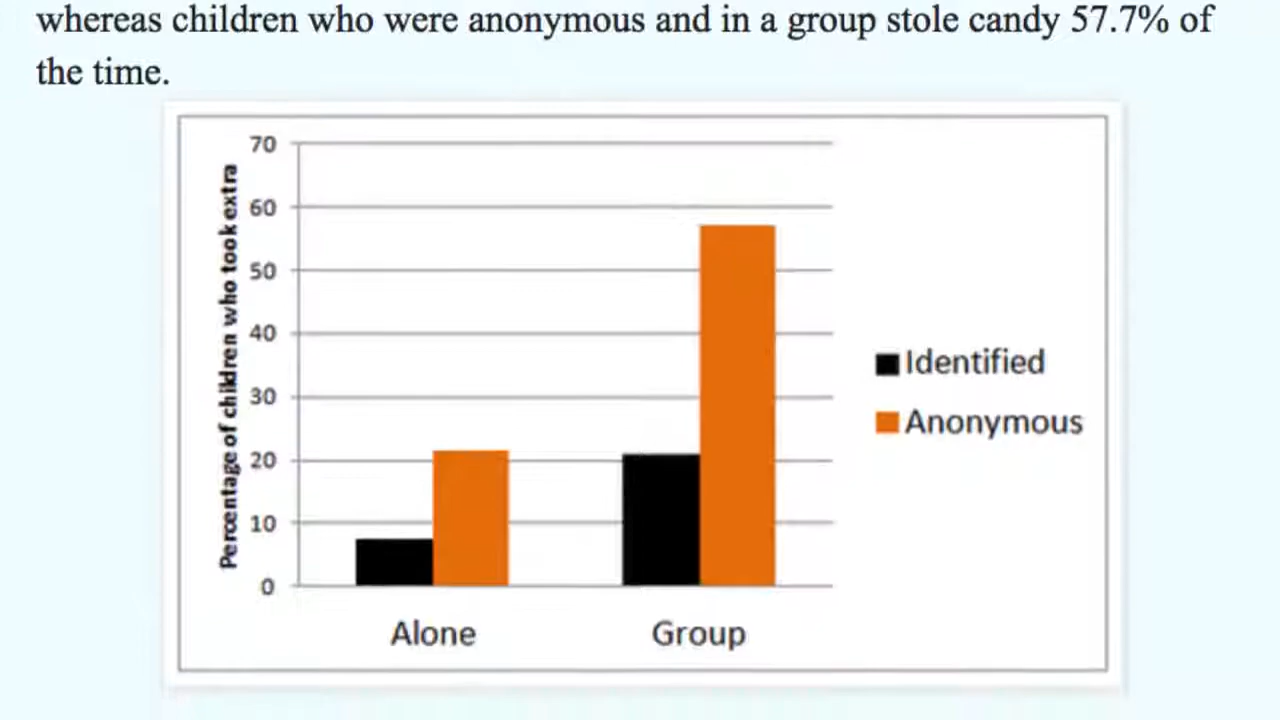 whereas children who were anonymous and in a group stole candy 57.7% of
the time.
Percentage of children who took extra
70
60
50
40
30
20
10
0
Alone
Group
Identified
Anonymous